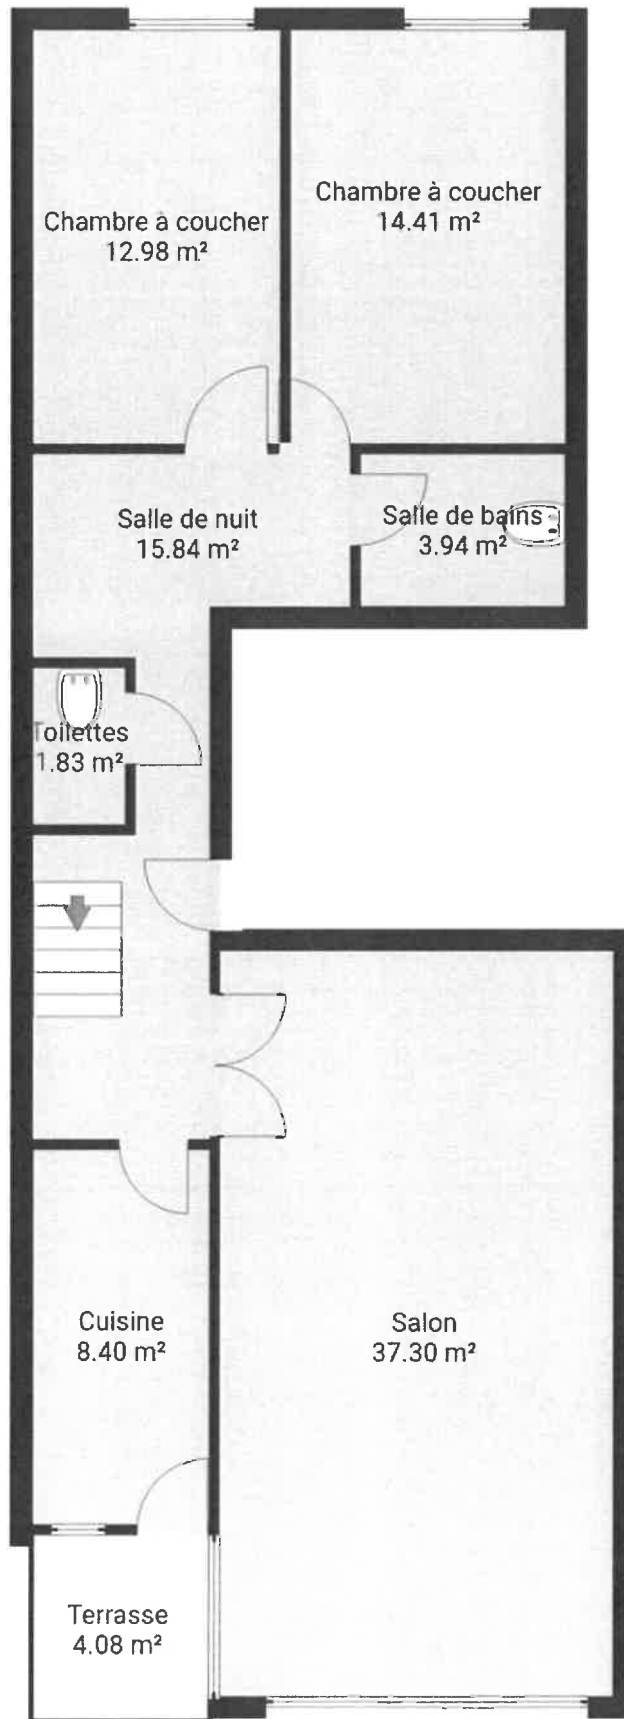 Chambre à coucher
12.98 m²
Chambre à coucher
14.41 m²
Salle de nuit
15.84 m²
Salle de bains
3.94 m²
Toilettes
1.83 m²
Cuisine
8.40 m²
Salon
37.30 m²
Terrasse
4.08 m²